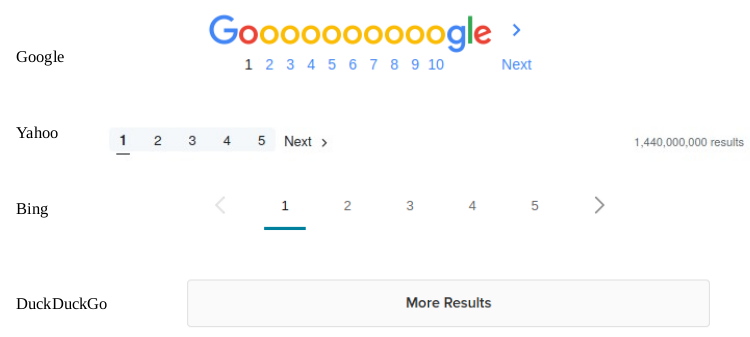 Goooooooooogle
Google
1 2 3 4 5 6 7 8 9 10 Next
Yahoo 1 2 3 4 5 Next 1,440,000,000 results
Bing 1 2 3 4 5
DuckDuckGo More Results